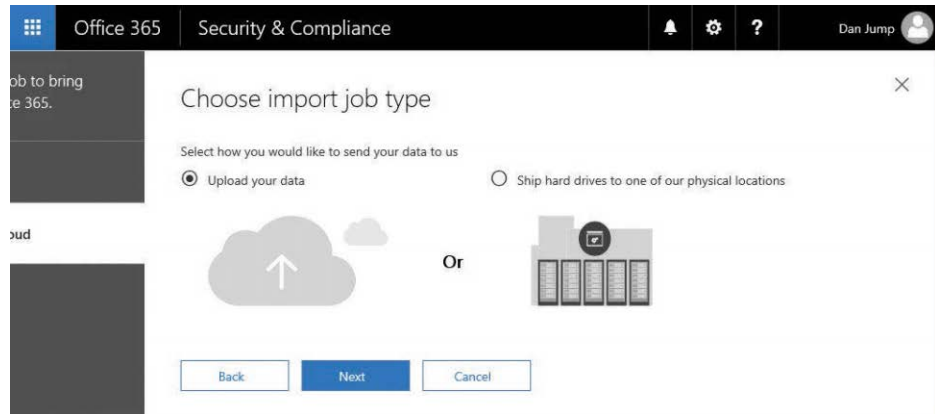 Office 365 Security & Compliance ? Dan Jump
ob to bring
e 365.
Choose import job type
Select how you would like to send your data to us
Upload your data Ship hard drives to one of our physical locations
oud
Or
Back Next Cancel